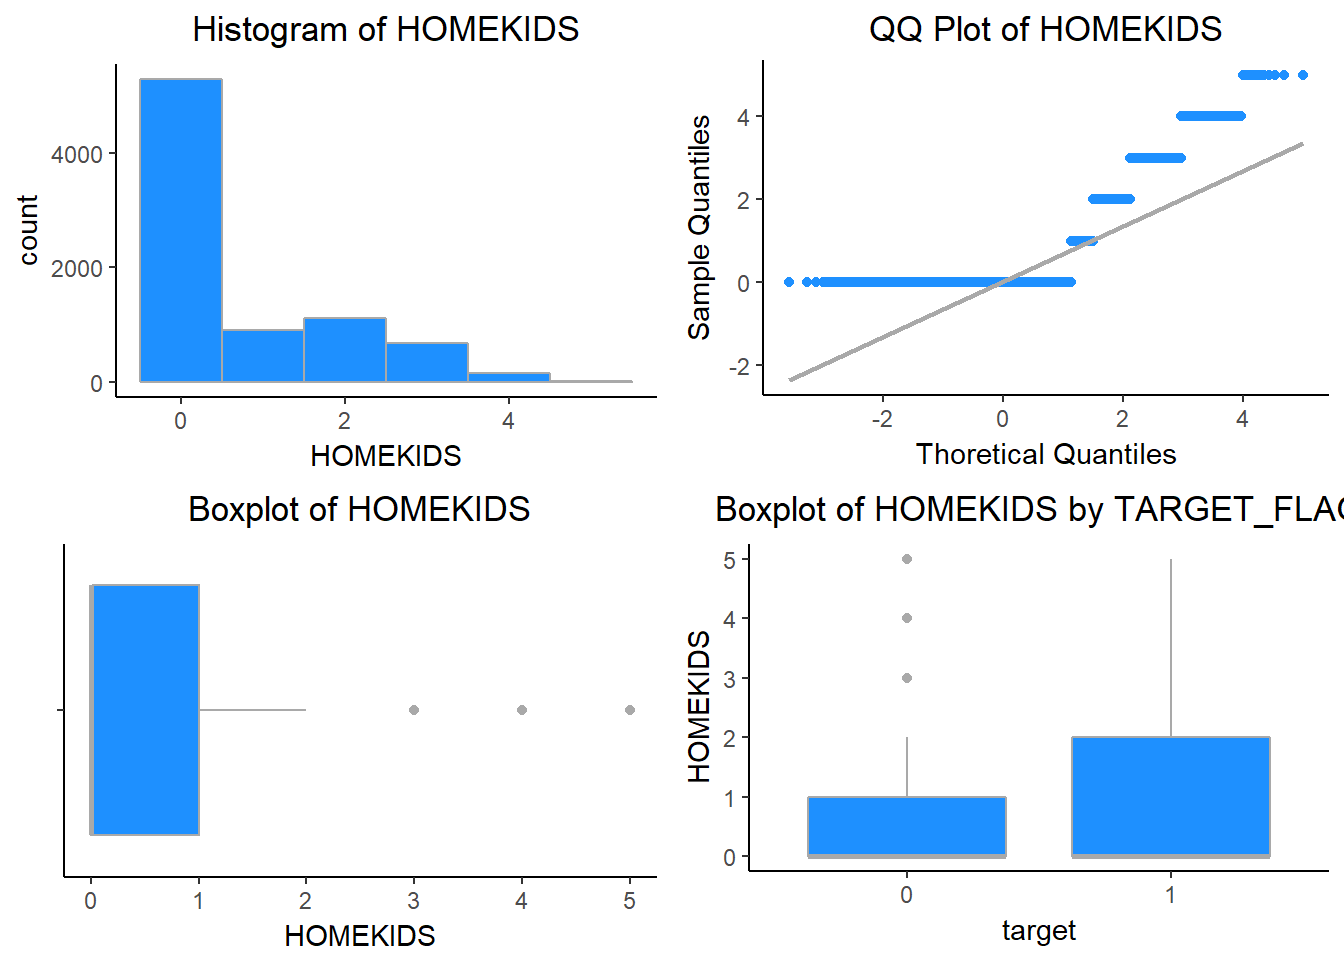 Histogram of HOMEKIDS
count
4000
2000
0
0 2 4
HOMEKIDS
QQ Plot of HOMEKIDS
Sample Quantiles
4
2
0
-2
-2 0 2 4
Thoretical Quantiles
Boxplot of HOMEKIDS
0 1 2 3 4 5
HOMEKIDS
Boxplot of HOMEKIDS by TARGET_FLAG
HOMEKIDS
5
4
3
2
1
0
0 1
target